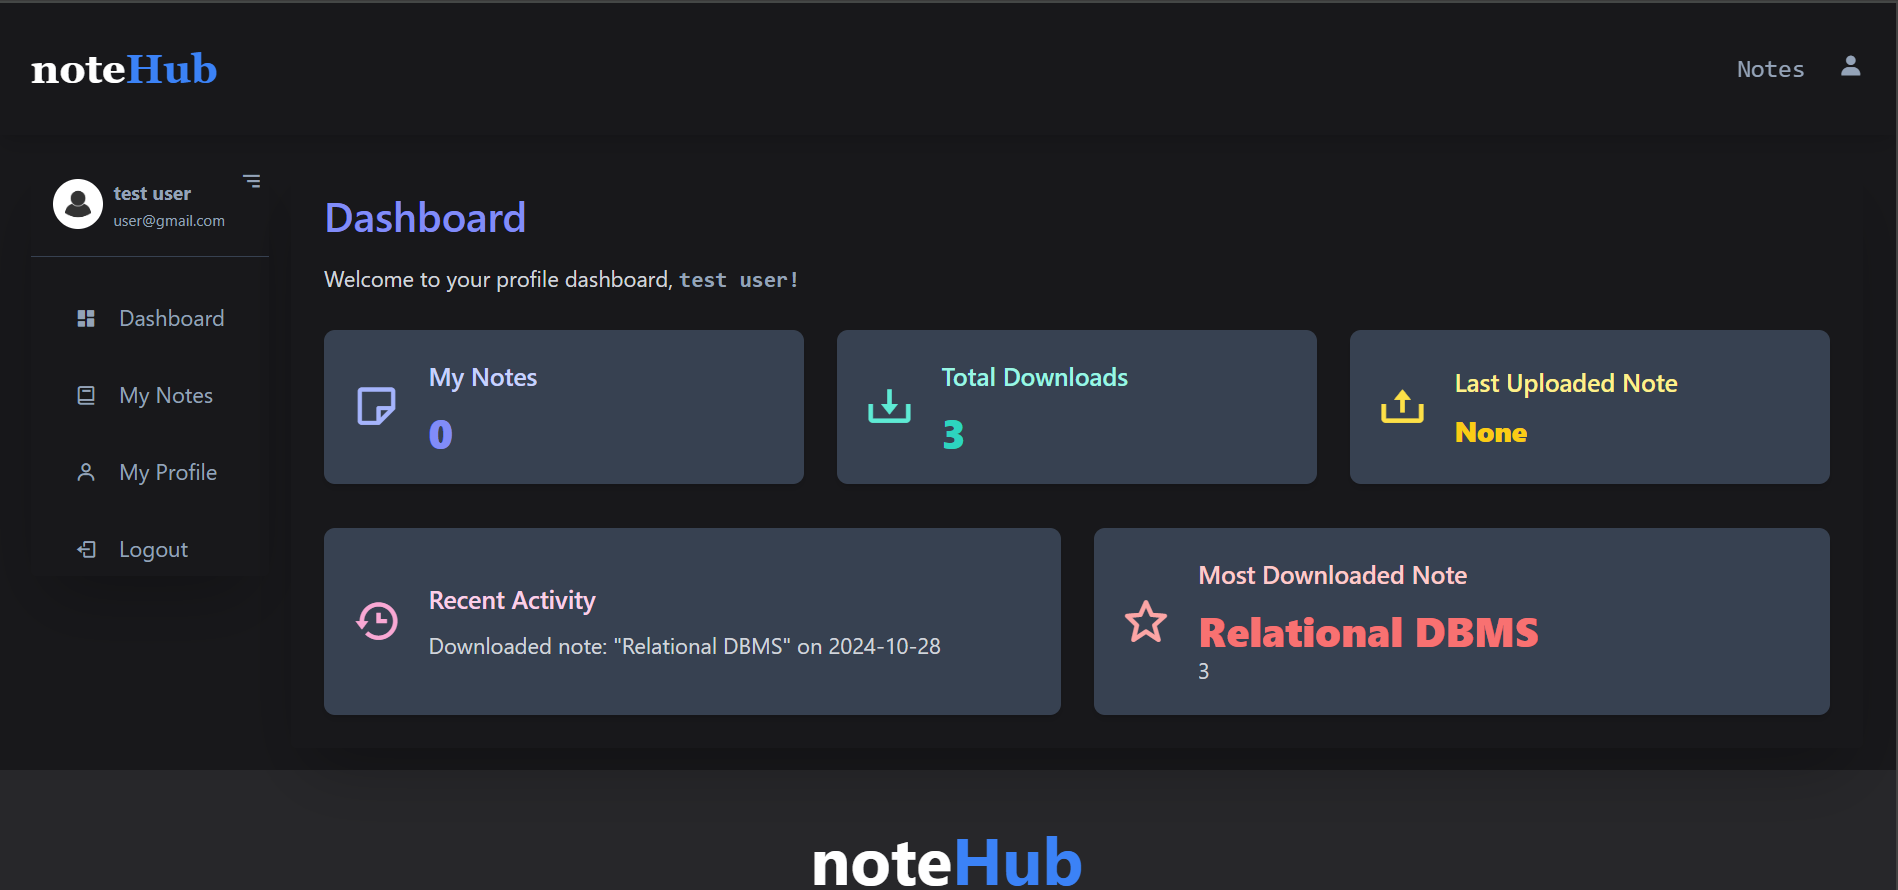 noteHub
Notes
test user
user@gmail.com
Dashboard
My Notes
My Profile
Logout
Dashboard
Welcome to your profile dashboard, test user!
My Notes
0
Total Downloads
3
Last Uploaded Note
None
Recent Activity
Downloaded note: "Relational DBMS" on 2024-10-28
Most Downloaded Note
Relational DBMS
3
noteHub